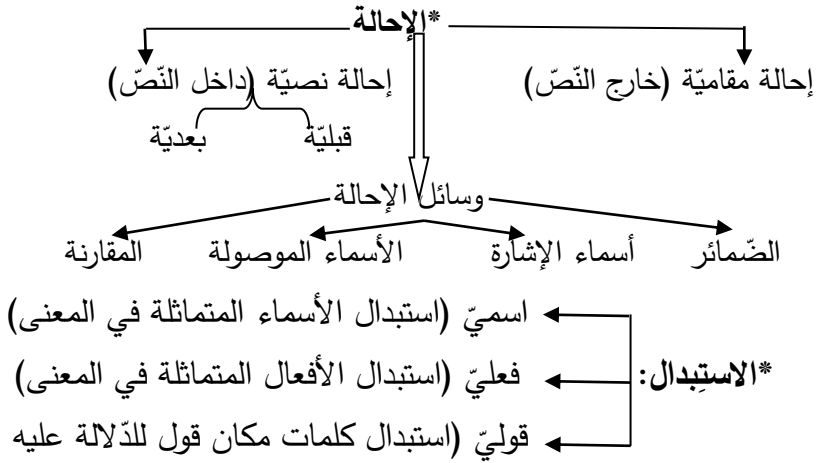 *الإحالة
إحالة مقاميّة (خارج النّصّ) إحالة نصيّة (داخل النّصّ)
قبليّة بعديّة
وسائل الإحالة
الضّمائر أسماء الإشارة الأسماء الموصولة المقارنة
اسميّ (استبدال الأسماء المتماثلة في المعنى)
*الاستِبدال: فعليّ (استبدال الأفعال المتماثلة في المعنى)
قوليّ (استبدال كلمات مكان قول للدّلالة عليه